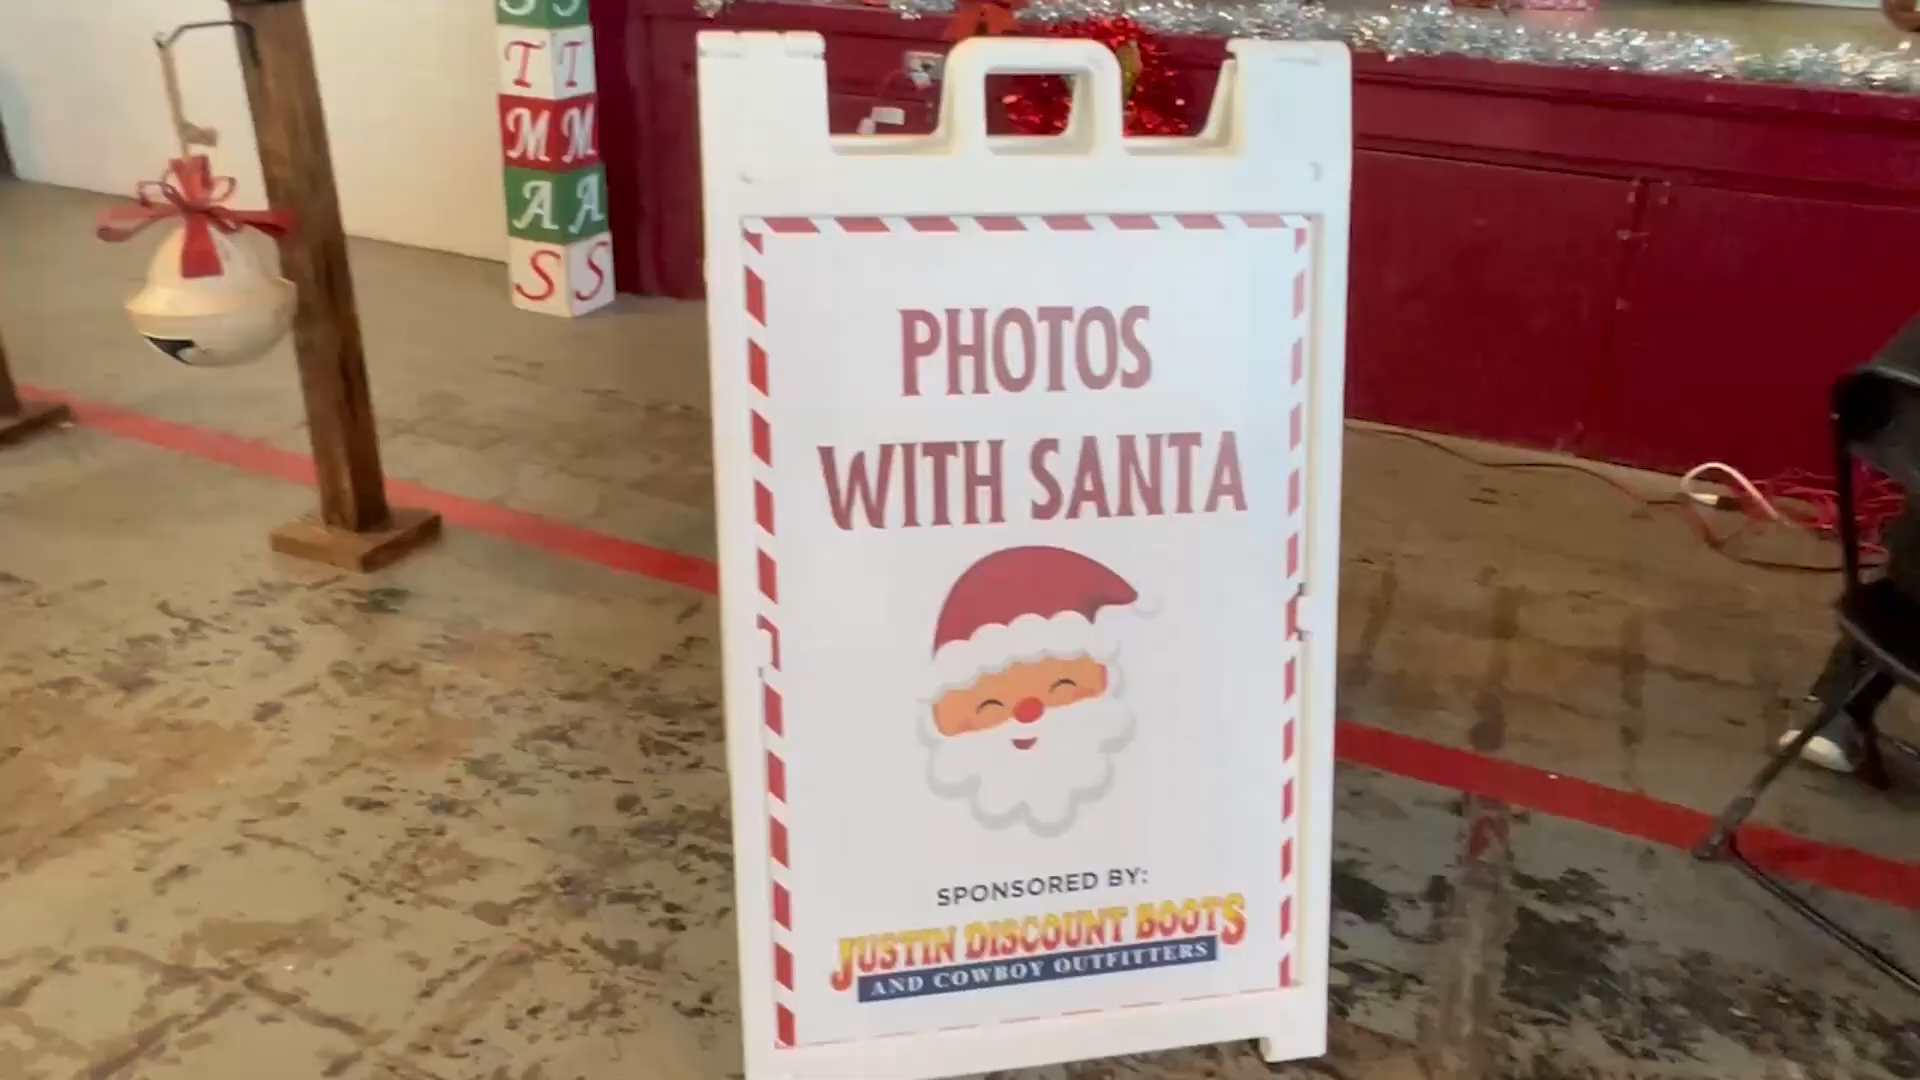 S S
T T
M M
A A
S S
PHOTOS
WITH SANTA
SPONSORED BY:
JUSTIN DISCOUNT BOOTS
AND COWBOY OUTFITTERS